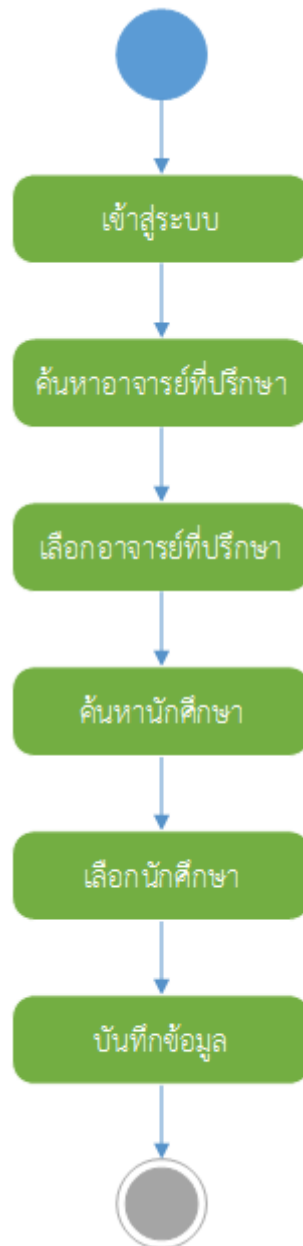 เข้าสู่ระบบ
ค้นหาอาจารย์ที่ปรึกษา
เลือกอาจารย์ที่ปรึกษา
ค้นหานักศึกษา
เลือกนักศึกษา
บันทึกข้อมูล